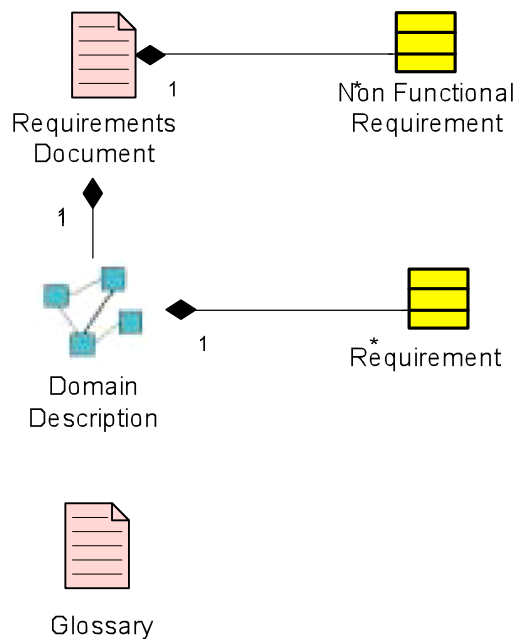 1
*
Non Functional
Requirement
Requirements
Document
1
1
*
Requirement
Domain
Description
Glossary